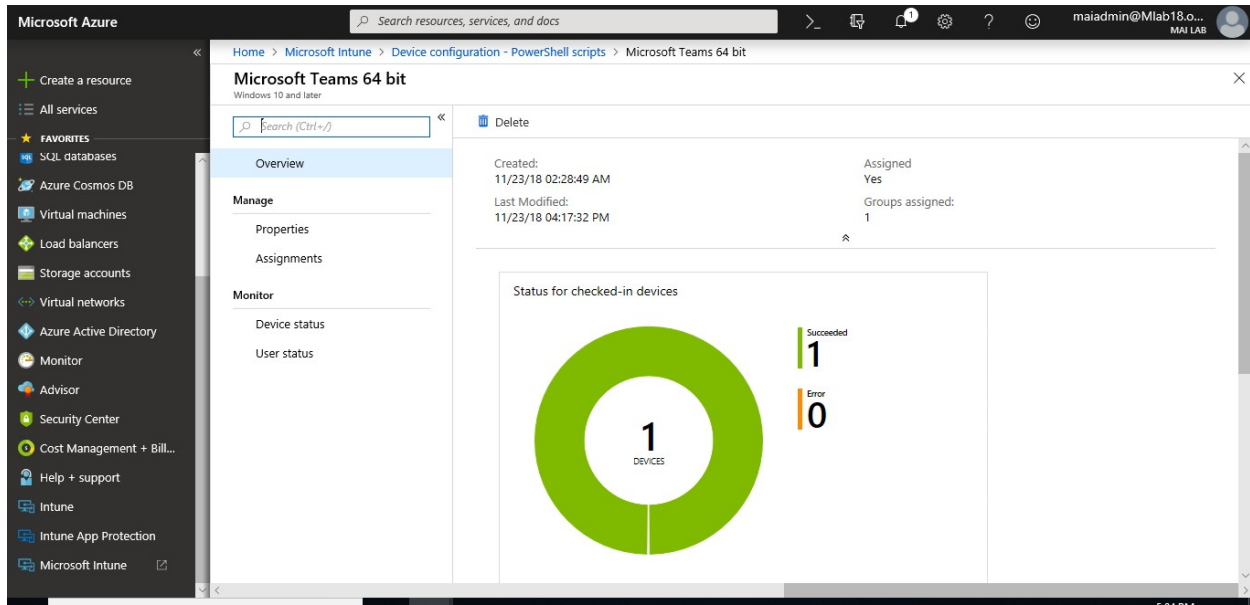 Microsoft Azure
Search resources, services, and docs
1
maiadmin@Mlab18.o...
MAI LAB
Create a resource
All services
FAVORITES
SQL databases
Azure Cosmos DB
Virtual machines
Load balancers
Storage accounts
Virtual networks
Azure Active Directory
Monitor
Advisor
Security Center
Cost Management + Bill...
Help + support
Intune
Intune App Protection
Microsoft Intune
Home > Microsoft Intune > Device configuration - PowerShell scripts > Microsoft Teams 64 bit
Microsoft Teams 64 bit
Windows 10 and later
Search (Ctrl+/)
Overview
Manage
Properties
Assignments
Monitor
Device status
User status
Delete
Created:
11/23/18 02:28:49 AM
Last Modified:
11/23/18 04:17:32 PM
Assigned
Yes
Groups assigned:
1
Status for checked-in devices
1
DEVICES
Succeeded
1
Error
0